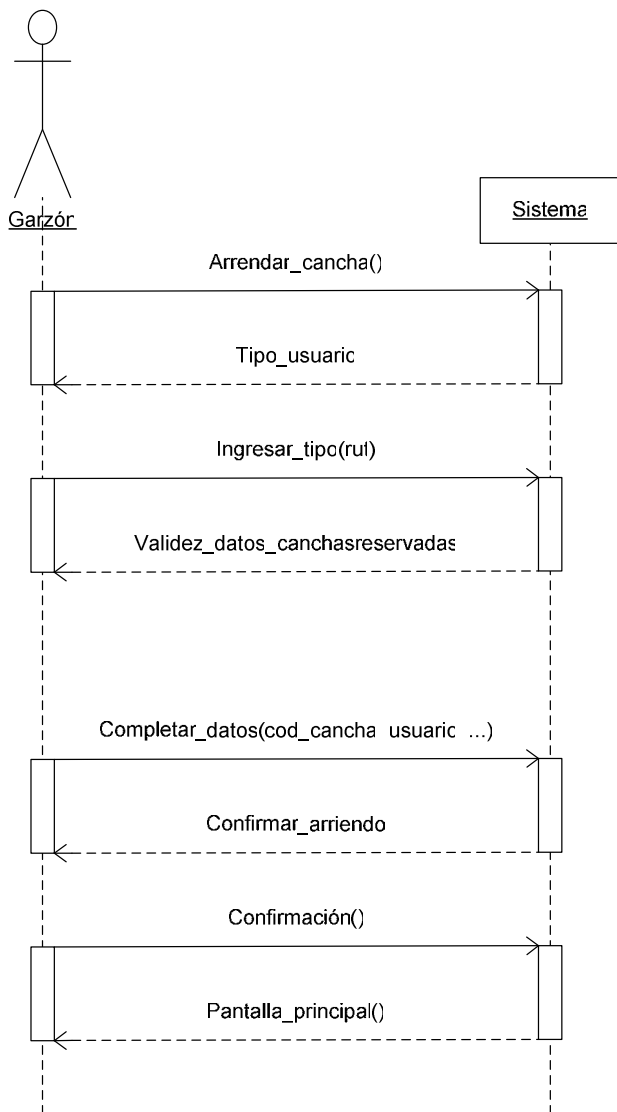 Garzón
Sistema
Arrendar_cancha()
Tipo_usuario
Ingresar_tipo(rut)
Validez_datos_canchasreservadas
Completar_datos(cod_cancha usuario ...)
Confirmar_arriendo
Confirmación()
Pantalla_principal()